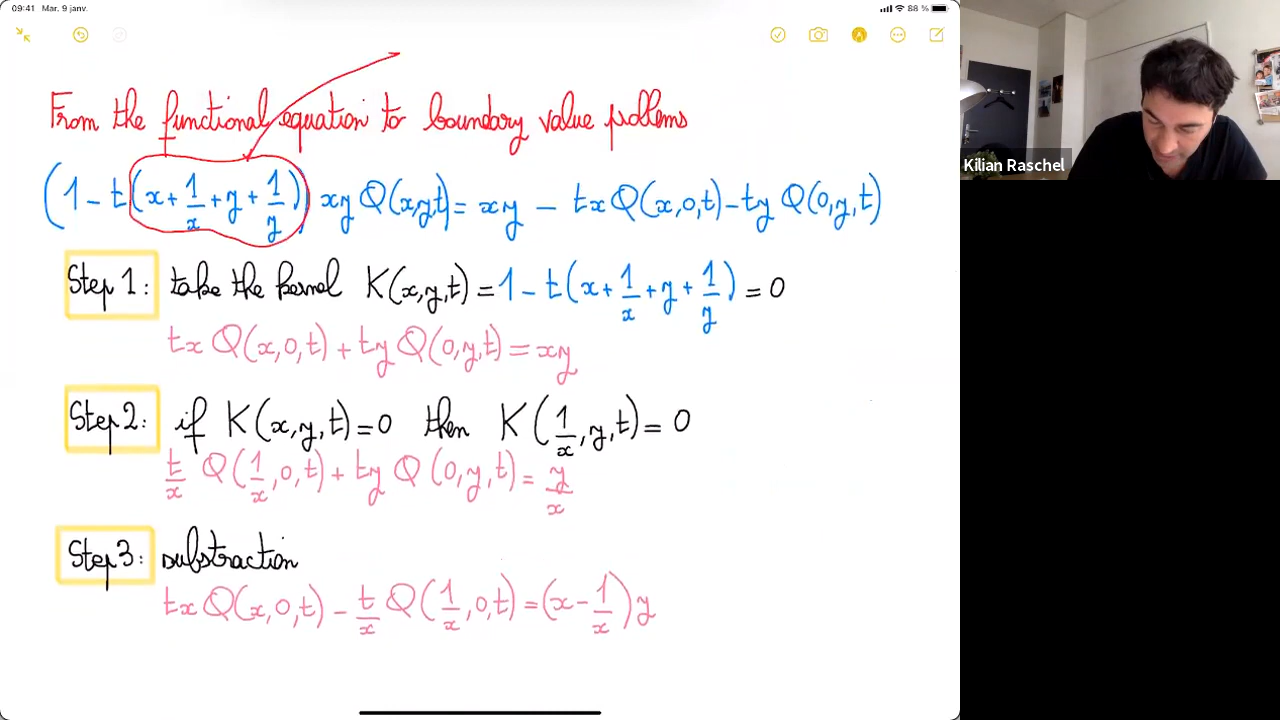 09:41 Mar. 9 janv.
88 %
From the functional equation to boundary value problems
(1 - t(x + 1/x + y + 1/y)) xy Q(x,y,t) = xy - tx Q(x,0,t) - ty Q(0,y,t)
Step 1: take the kernel K(x,y,t) = 1 - t(x + 1/x + y + 1/y) = 0
tx Q(x,0,t) + ty Q(0,y,t) = xy
Step 2: if K(x,y,t) = 0 then K(1/x,y,t) = 0
t/x Q(1/x,0,t) + ty Q(0,y,t) = y/x
Step 3: substraction
tx Q(x,0,t) - t/x Q(1/x,0,t) = (x - 1/x) y
Kilian Raschel